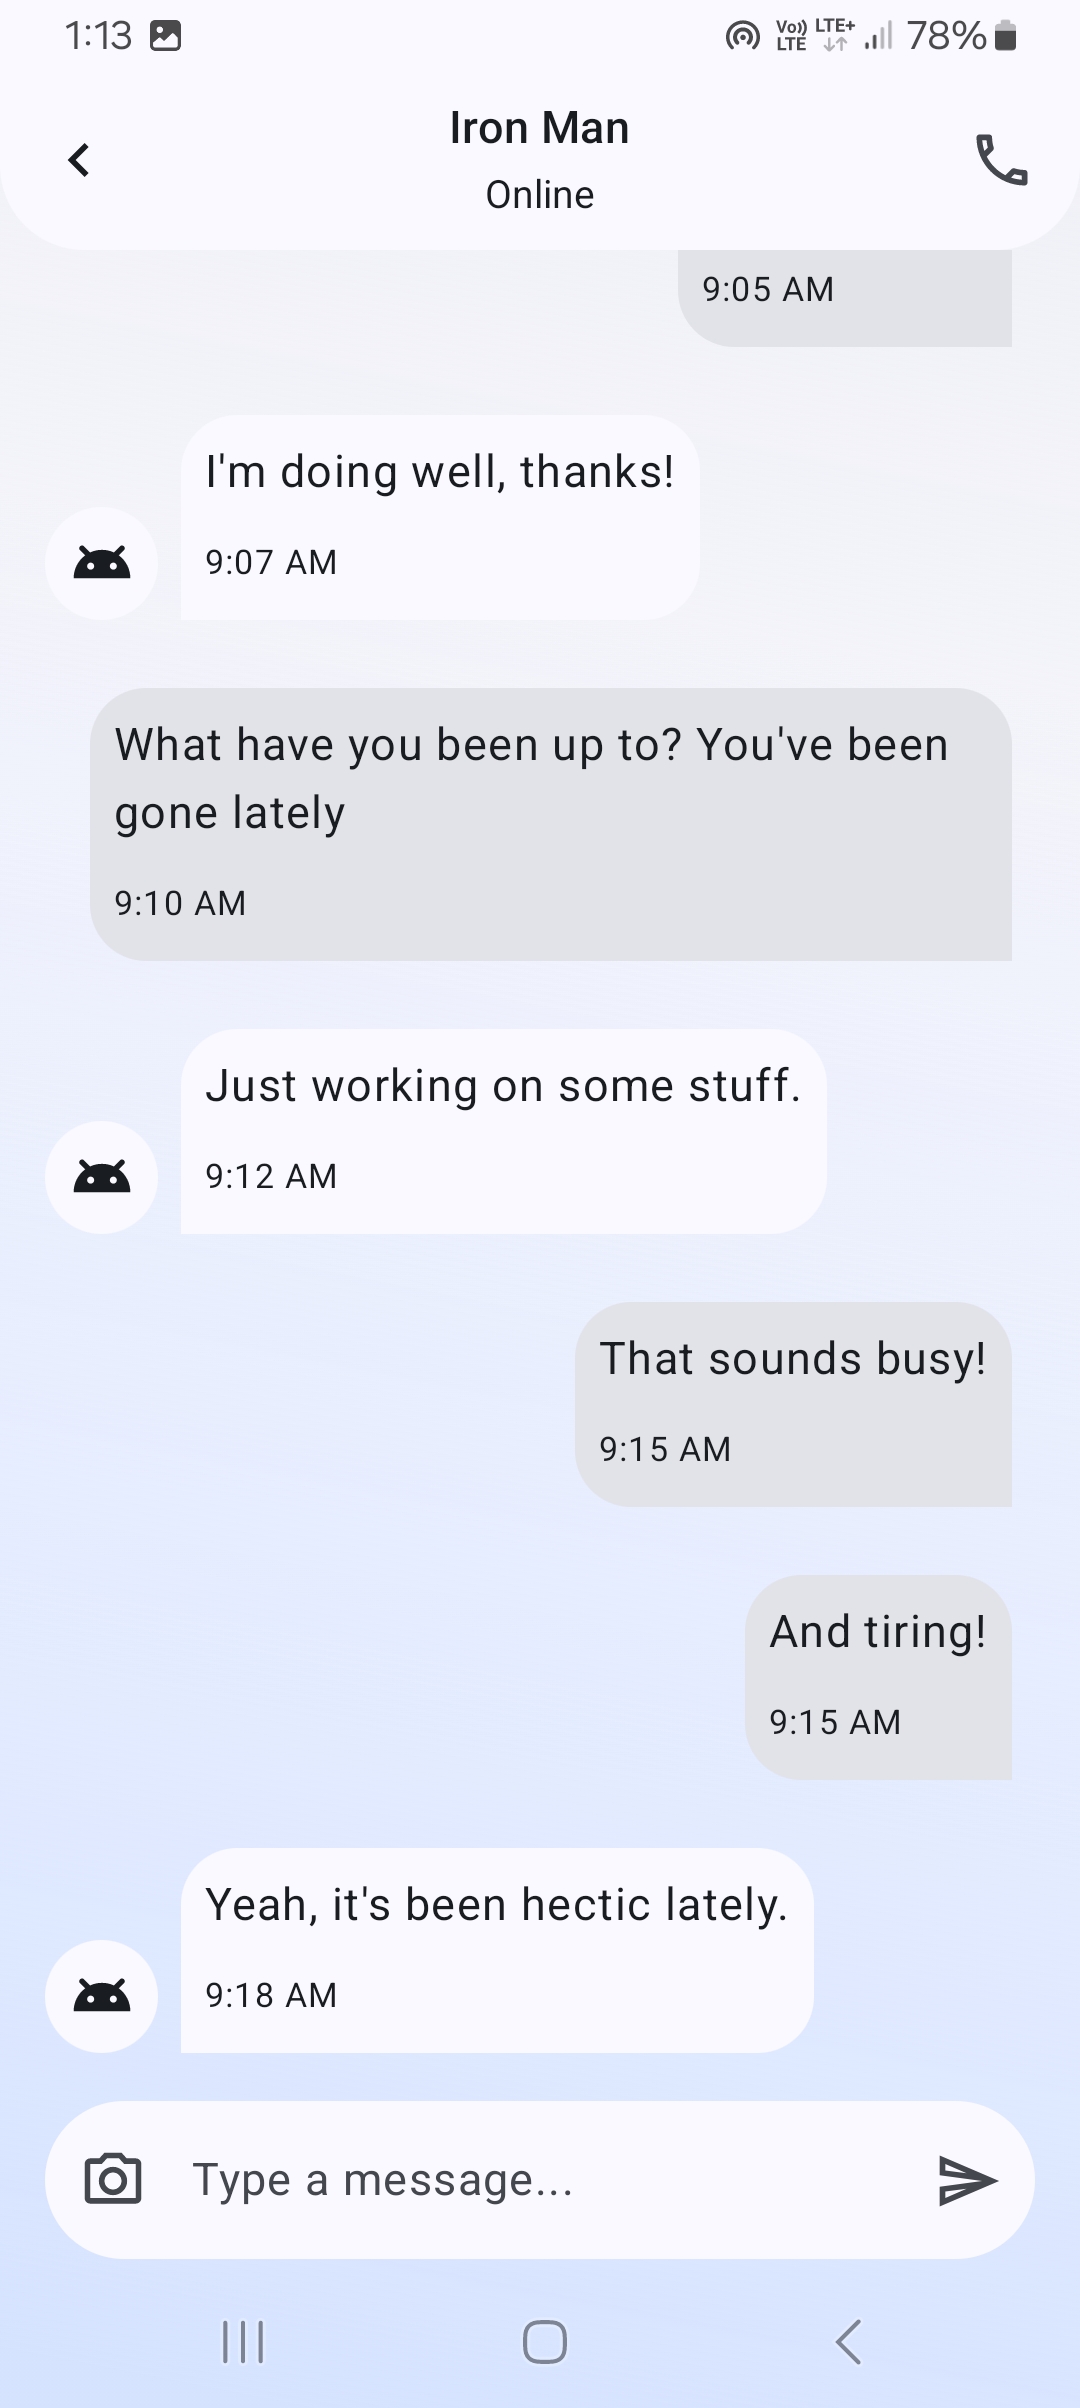 1:13
Vo)) LTE LTE+ 78%
Iron Man
Online
9:05 AM
I'm doing well, thanks!
9:07 AM
What have you been up to? You've been
gone lately
9:10 AM
Just working on some stuff.
9:12 AM
That sounds busy!
9:15 AM
And tiring!
9:15 AM
Yeah, it's been hectic lately.
9:18 AM
Type a message...